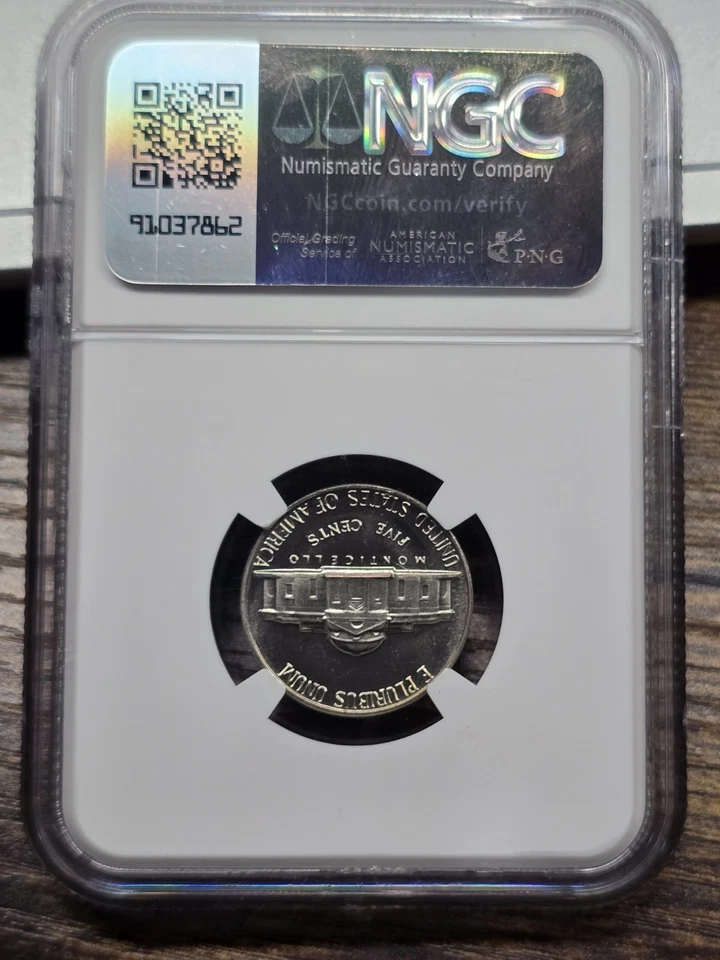 NGC
Numismatic Guaranty Company
NGCcoin.com/verify
91037862
Official Grading
Service of
AMERICAN
NUMISMATIC
ASSOCIATION
P·N·G
E PLURIBUS UNUM
MONTICELLO
FIVE CENTS
UNITED STATES OF AMERICA